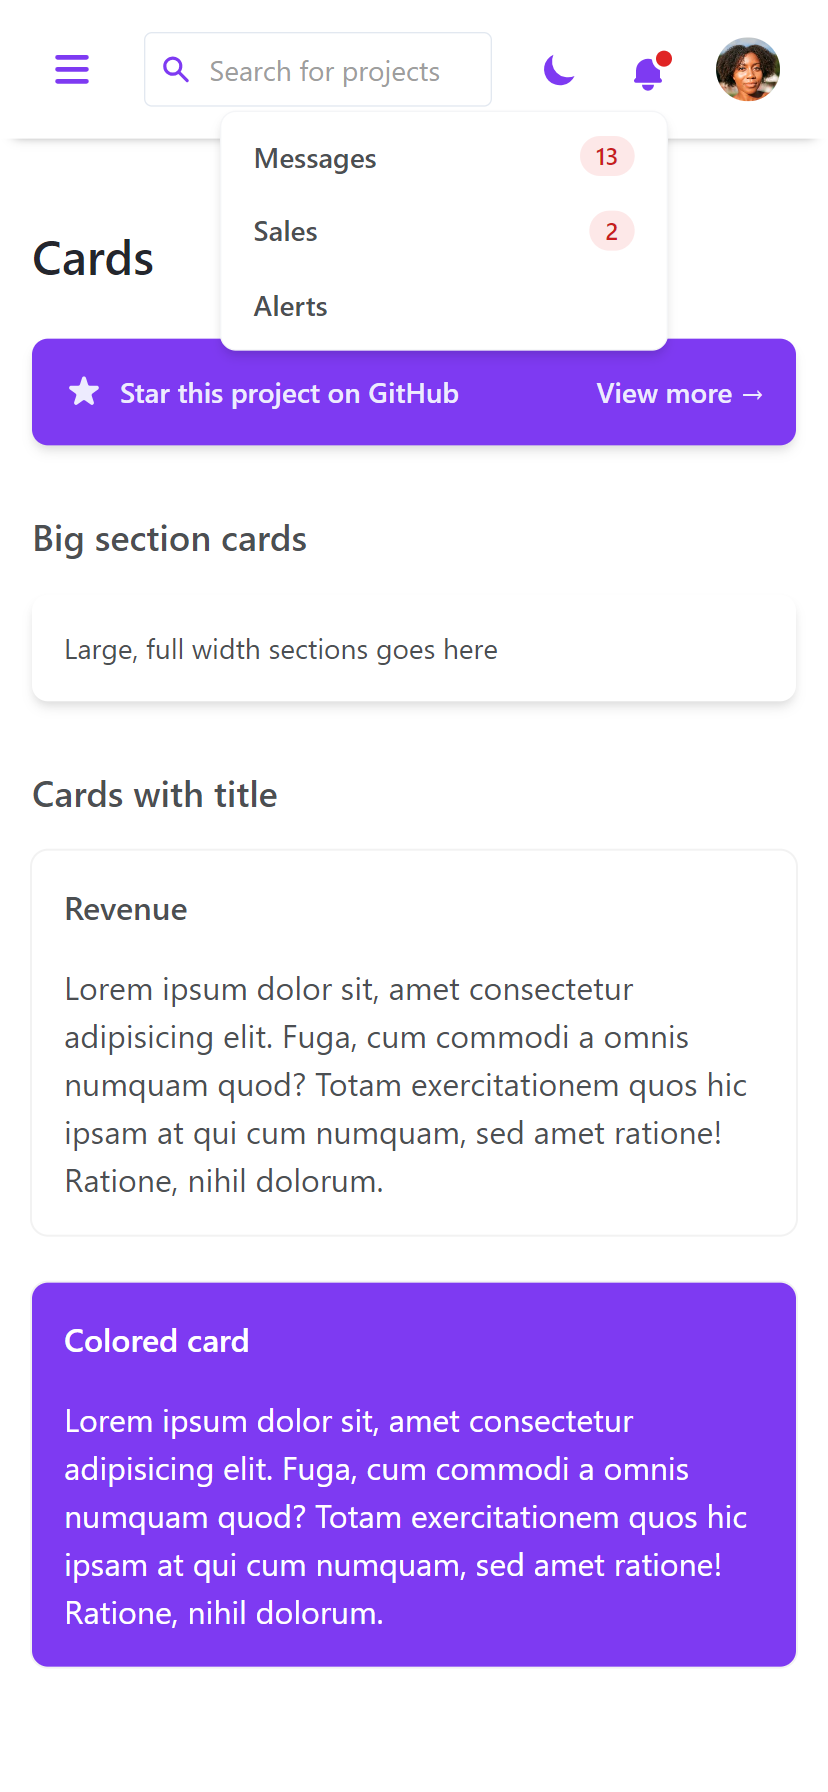 Search for projects
Messages 13
Sales 2
Alerts
Cards
Star this project on GitHub View more →
Big section cards
Large, full width sections goes here
Cards with title
Revenue
Lorem ipsum dolor sit, amet consectetur
adipisicing elit. Fuga, cum commodi a omnis
numquam quod? Totam exercitationem quos hic
ipsam at qui cum numquam, sed amet ratione!
Ratione, nihil dolorum.
Colored card
Lorem ipsum dolor sit, amet consectetur
adipisicing elit. Fuga, cum commodi a omnis
numquam quod? Totam exercitationem quos hic
ipsam at qui cum numquam, sed amet ratione!
Ratione, nihil dolorum.